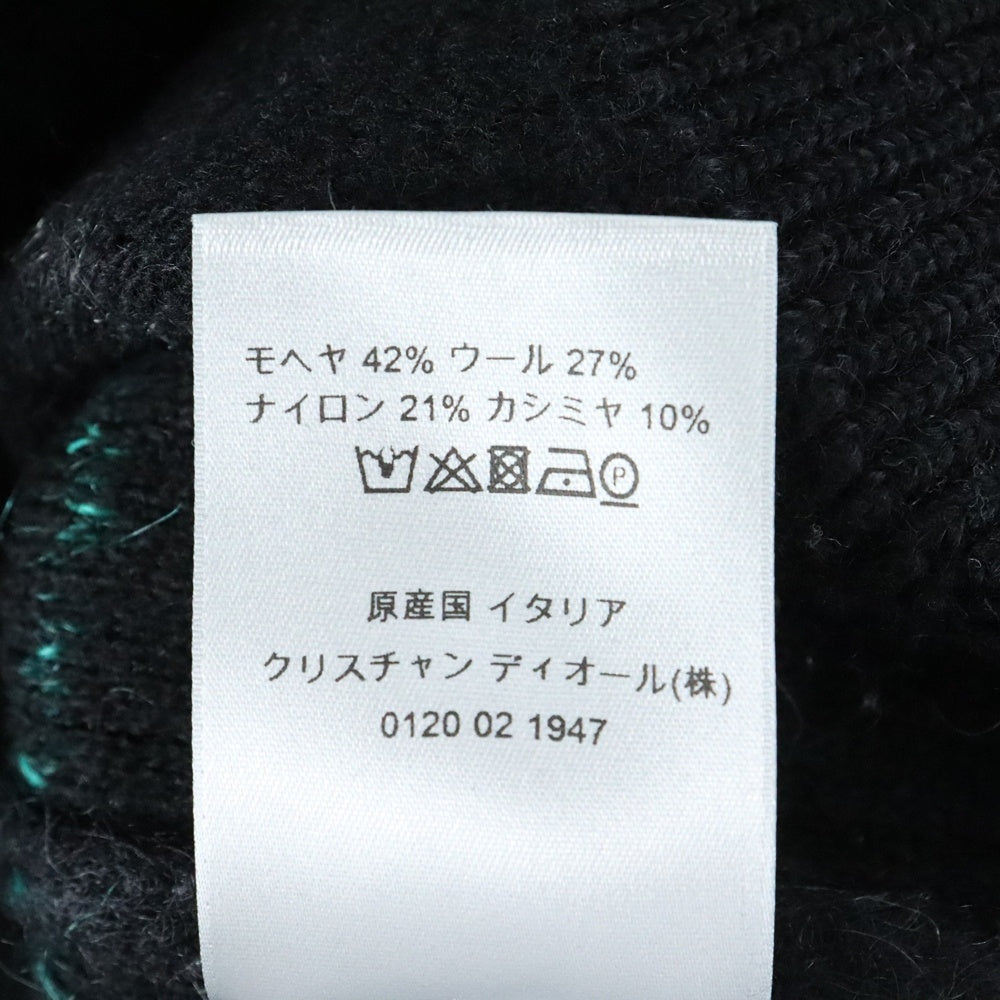 モヘヤ 42% ウール 27%
ナイロン 21% カシミヤ 10%
P
原産国 イタリア
クリスチャン ディオール(株)
0120 02 1947